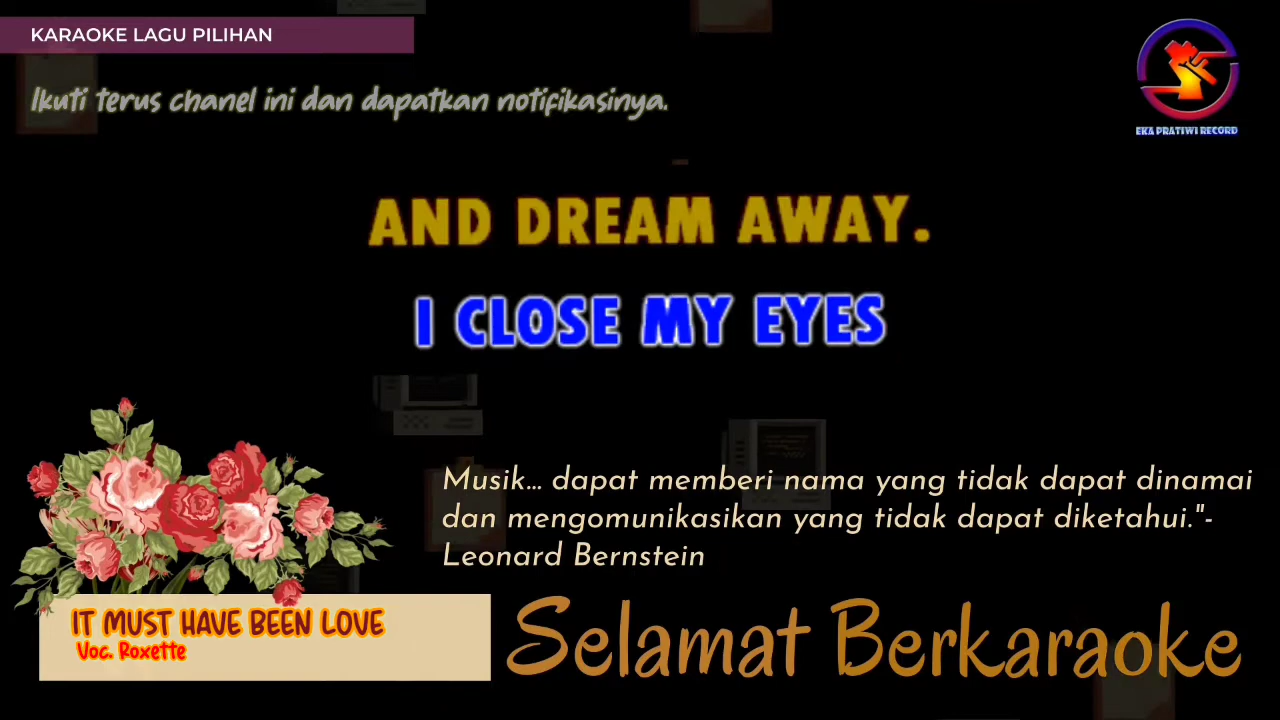 KARAOKE LAGU PILIHAN
Ikuti terus chanel ini dan dapatkan notifikasinya.
EKA PRATIWI RECORD
AND DREAM AWAY.
I CLOSE MY EYES
Musik... dapat memberi nama yang tidak dapat dinamai
dan mengomunikasikan yang tidak dapat diketahui."-
Leonard Bernstein
IT MUST HAVE BEEN LOVE
Voc. Roxette
Selamat Berkaraoke